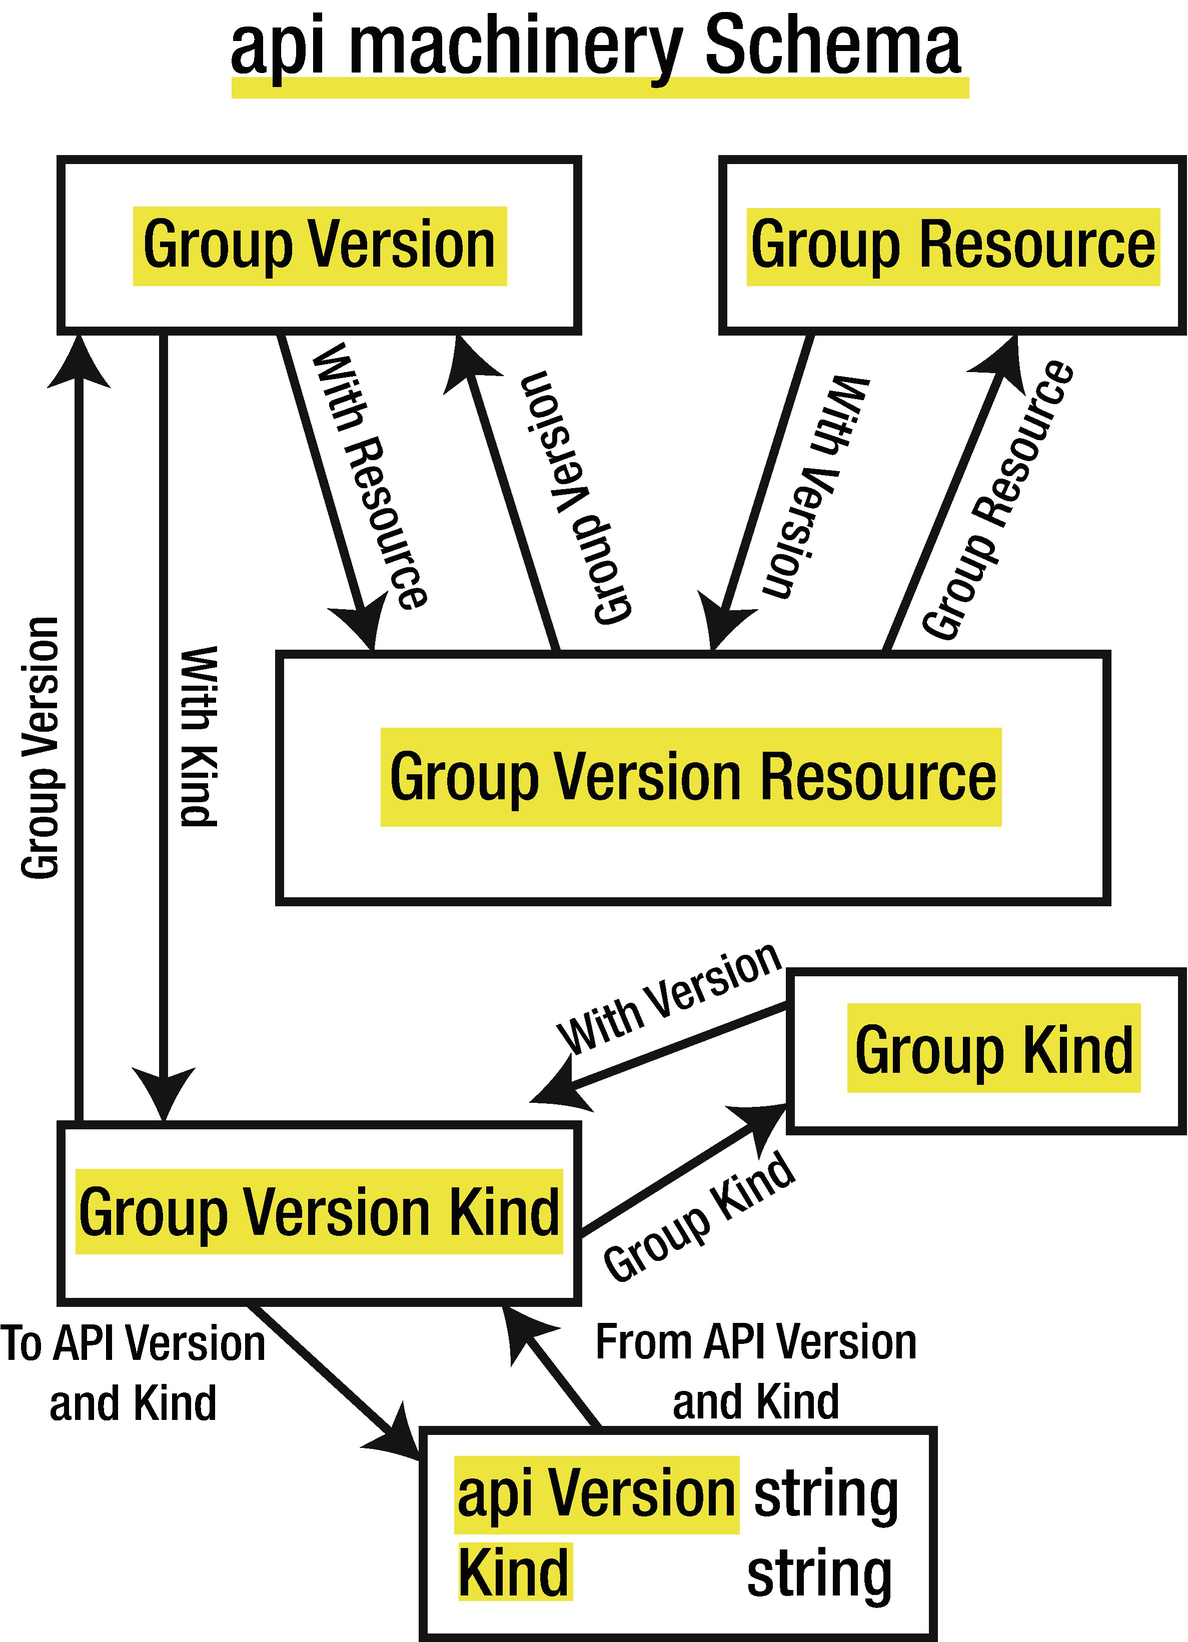 api machinery Schema
Group Version
Group Resource
With Resource
Group Version
With Version
Group Resource
Group Version
With Kind
Group Version Resource
With Version
Group Kind
Group Version Kind
Group Kind
To API Version
and Kind
From API Version
and Kind
api Version string
Kind string